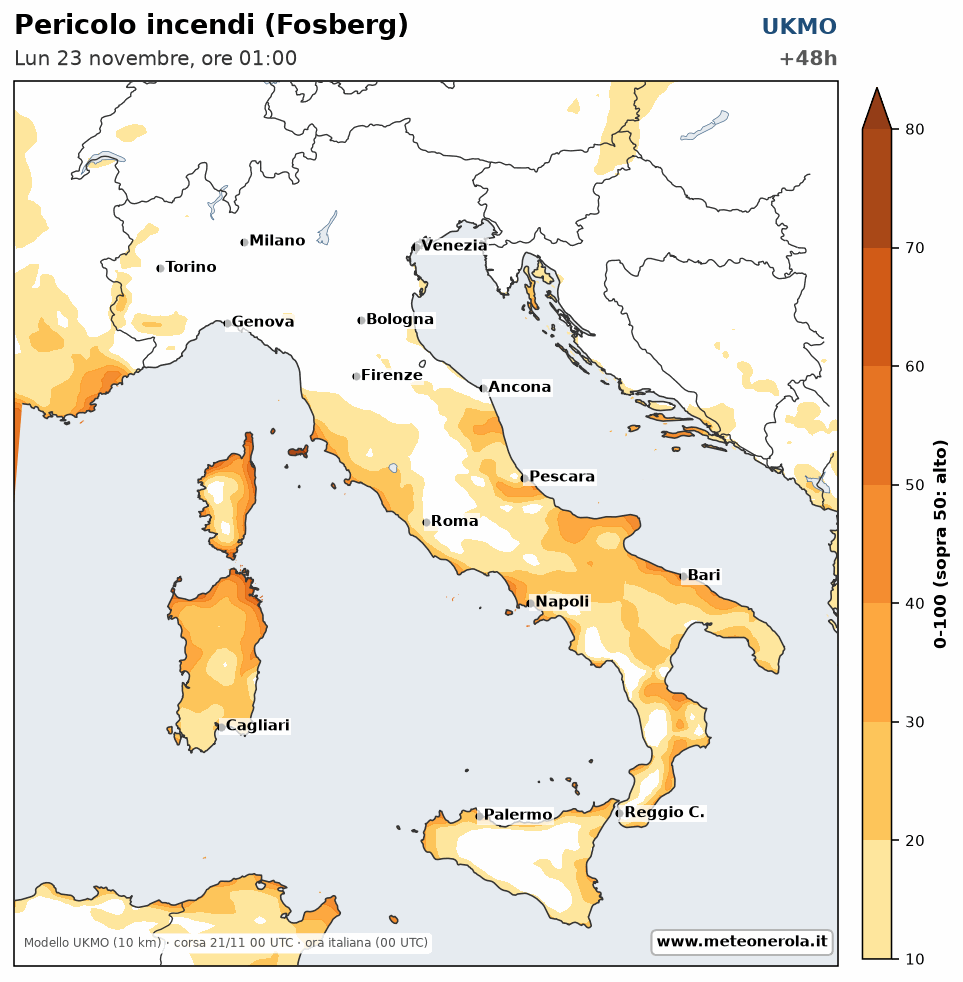 Pericolo incendi (Fosberg)
UKMO
Lun 23 novembre, ore 01:00
+48h
Milano
Venezia
Torino
Genova
Bologna
Firenze
Ancona
Pescara
Roma
Bari
Napoli
Cagliari
Palermo
Reggio C.
80
70
60
50
40
30
20
10
0-100 (sopra 50: alto)
Modello UKMO (10 km) · corsa 21/11 00 UTC · ora italiana (00 UTC)
www.meteonerola.it